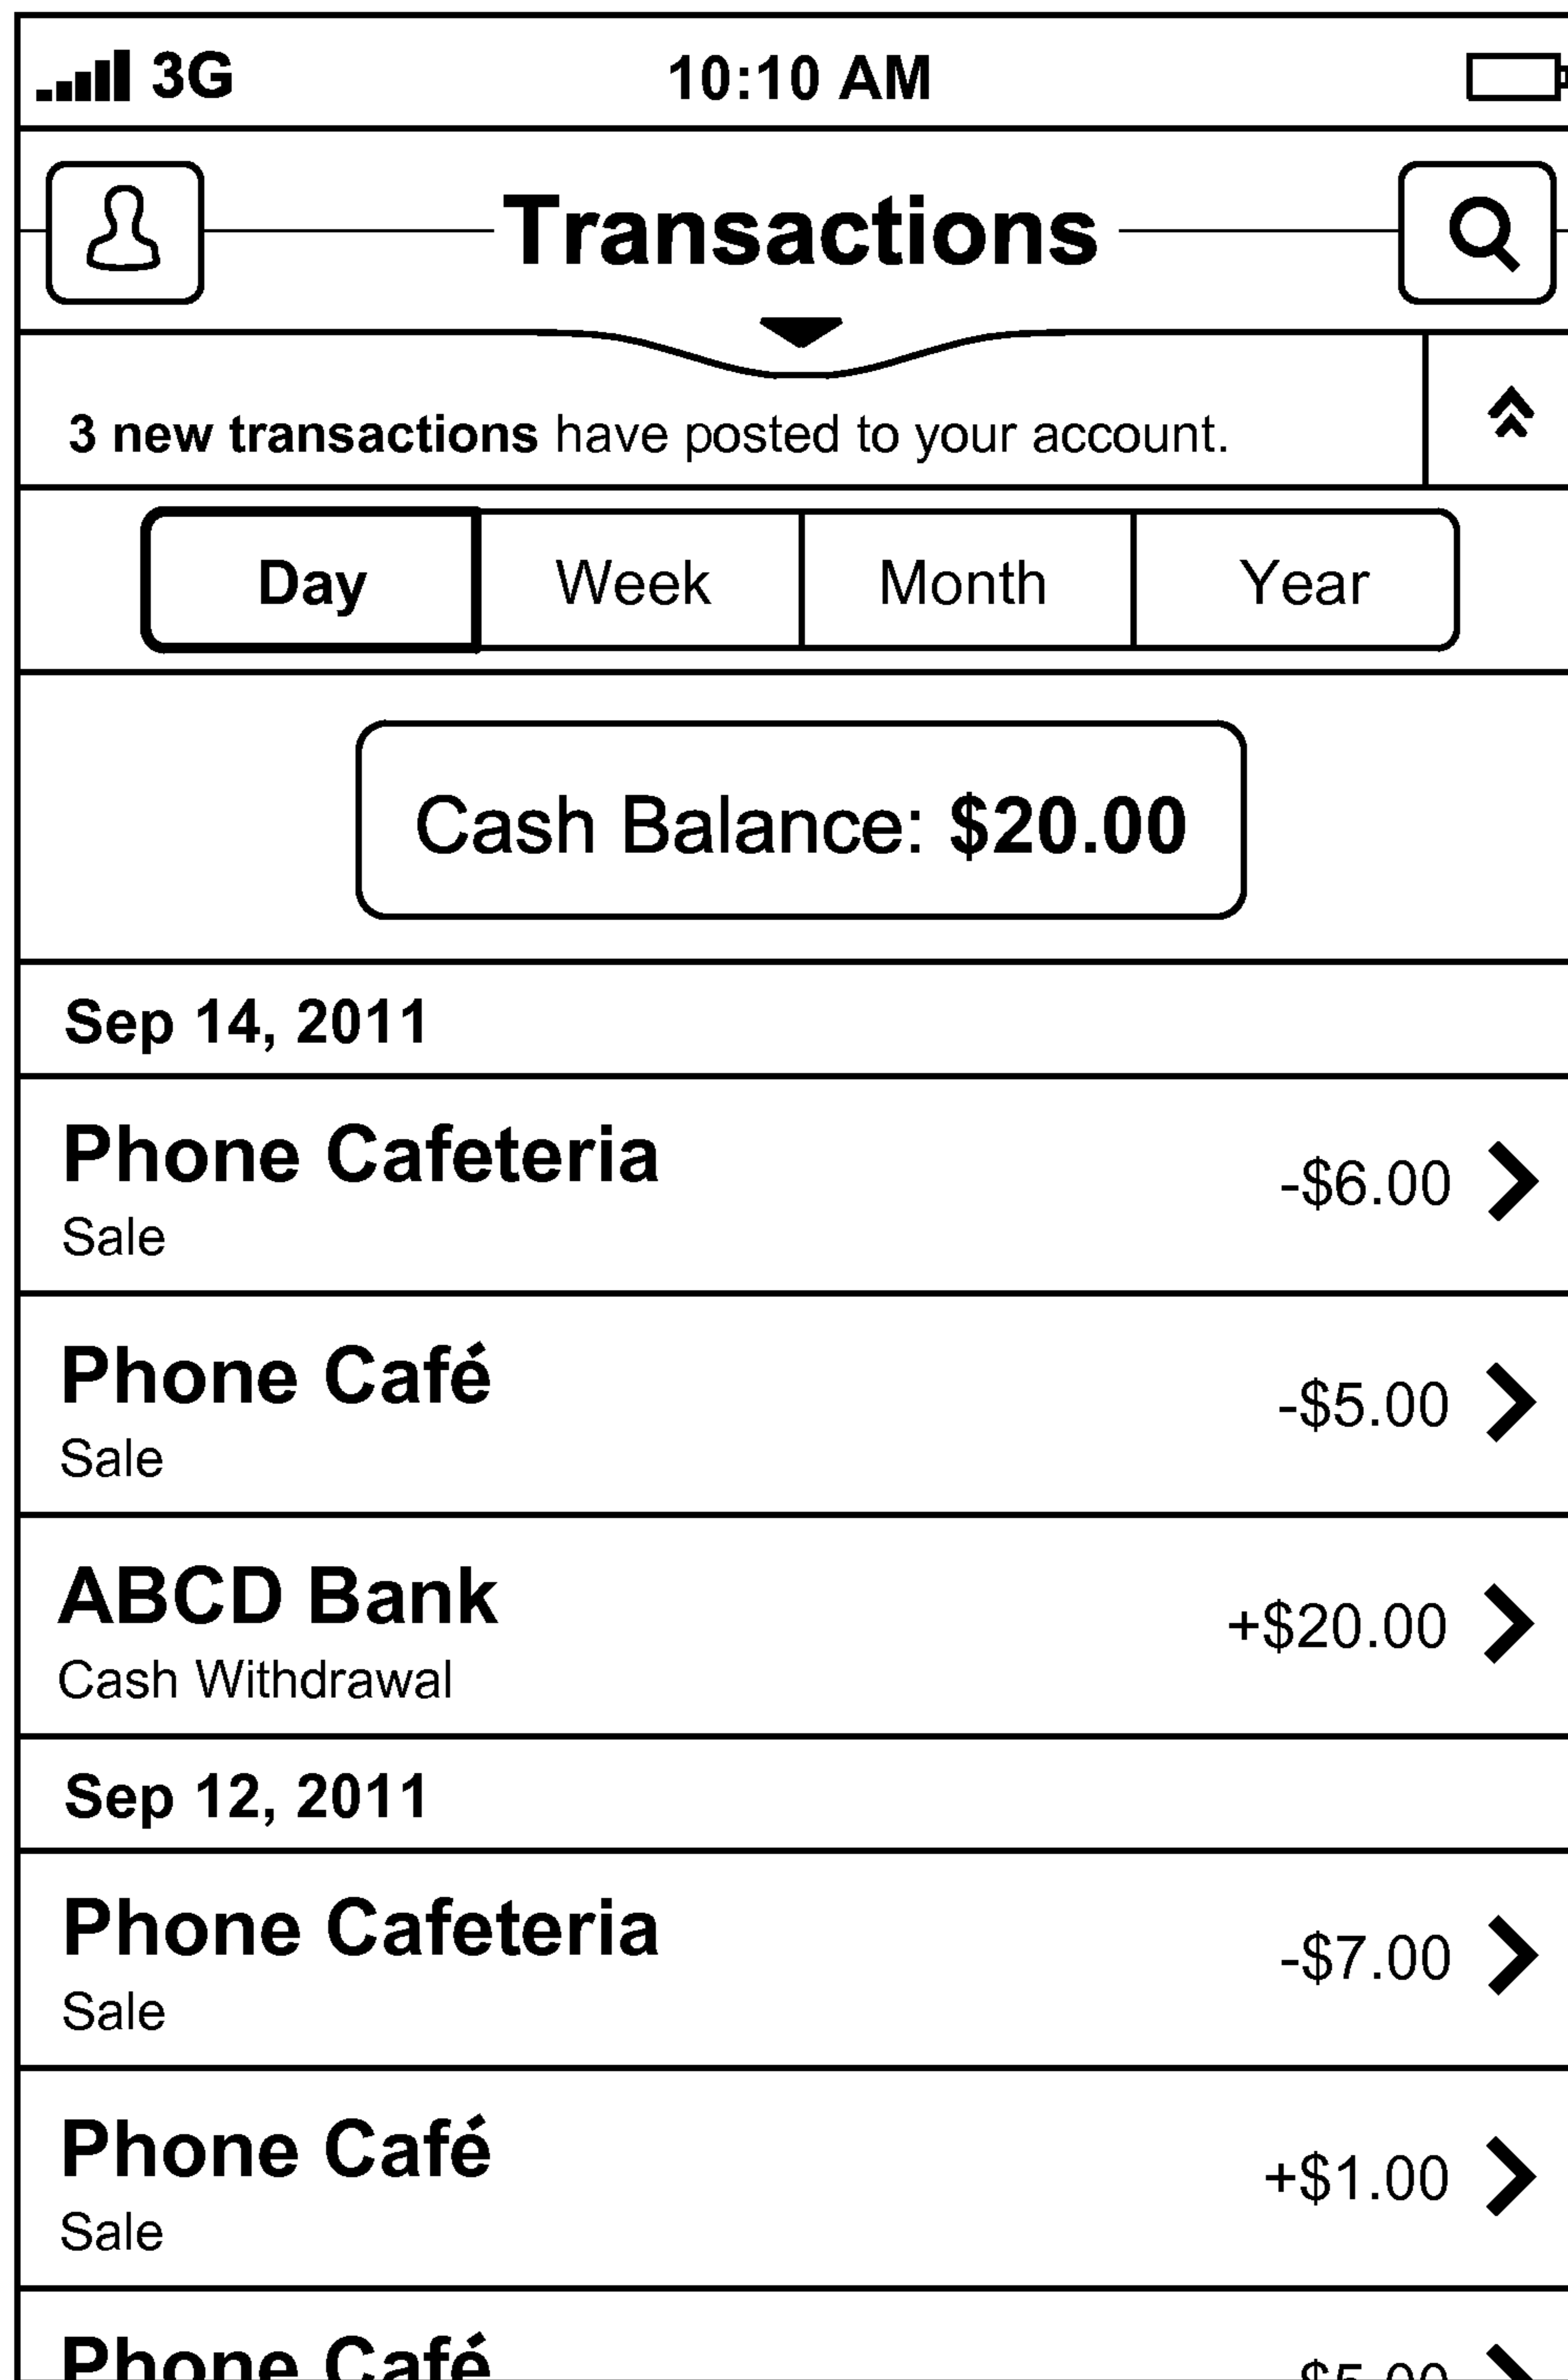 3G 10:10 AM
Transactions
3 new transactions have posted to your account.
Day Week Month Year
Cash Balance: $20.00
Sep 14, 2011
Phone Cafeteria
-$6.00
Sale
Phone Café
-$5.00
Sale
ABCD Bank
+$20.00
Cash Withdrawal
Sep 12, 2011
Phone Cafeteria
-$7.00
Sale
Phone Café
+$1.00
Sale
Phone Café